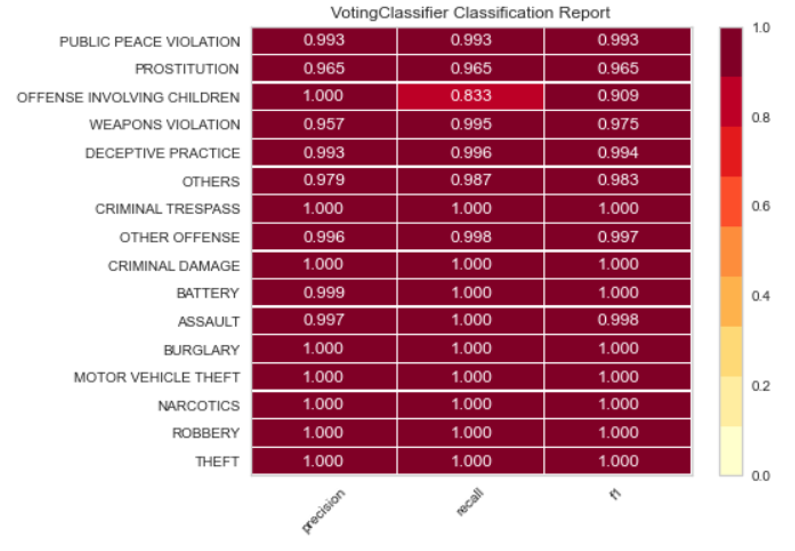 VotingClassifier Classification Report
PUBLIC PEACE VIOLATION 0.993 0.993 0.993
PROSTITUTION 0.965 0.965 0.965
OFFENSE INVOLVING CHILDREN 1.000 0.833 0.909
WEAPONS VIOLATION 0.957 0.995 0.975
DECEPTIVE PRACTICE 0.993 0.996 0.994
OTHERS 0.979 0.987 0.983
CRIMINAL TRESPASS 1.000 1.000 1.000
OTHER OFFENSE 0.996 0.998 0.997
CRIMINAL DAMAGE 1.000 1.000 1.000
BATTERY 0.999 1.000 1.000
ASSAULT 0.997 1.000 0.998
BURGLARY 1.000 1.000 1.000
MOTOR VEHICLE THEFT 1.000 1.000 1.000
NARCOTICS 1.000 1.000 1.000
ROBBERY 1.000 1.000 1.000
THEFT 1.000 1.000 1.000
precision recall f1
1.0
0.8
0.6
0.4
0.2
0.0